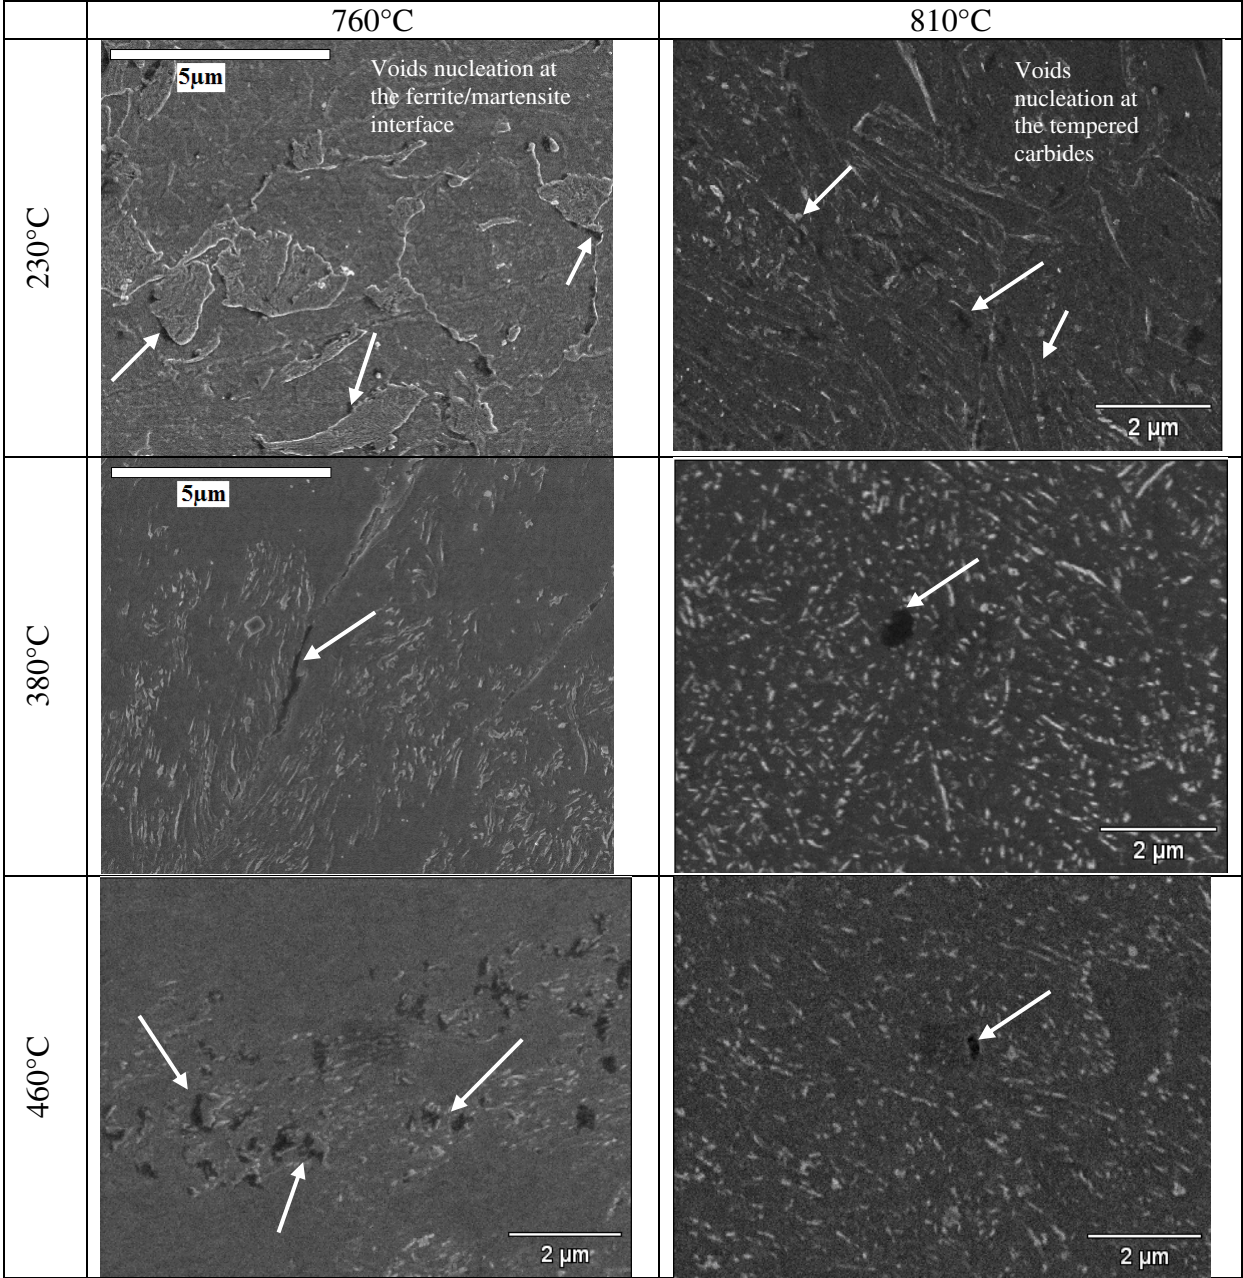 760°C
810°C
230°C
5µm
Voids nucleation at
the ferrite/martensite
interface
Voids
nucleation at
the tempered
carbides
2 µm
380°C
5µm
2 µm
460°C
2 µm
2 µm